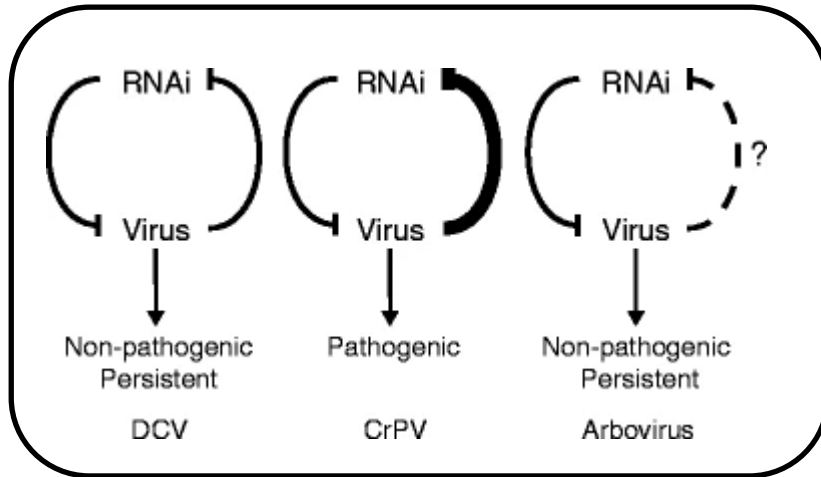 RNAi RNAi RNAi
?
Virus Virus Virus
Non-pathogenic Pathogenic Non-pathogenic
Persistent Persistent
DCV CrPV Arbovirus